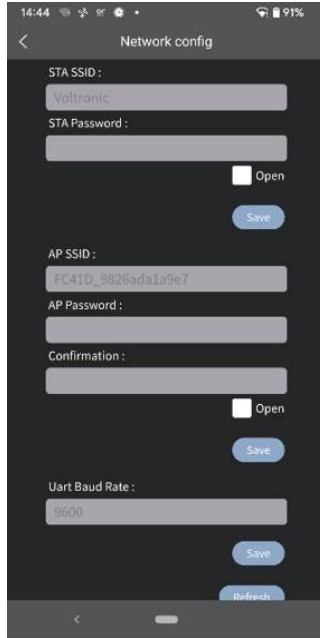 14:44 91%
Network config
STA SSID :
Voltronic
STA Password :
Open
Save
AP SSID :
FC41D_9826ada1a9e7
AP Password :
Confirmation :
Open
Save
Uart Baud Rate :
9600
Save
Refresh